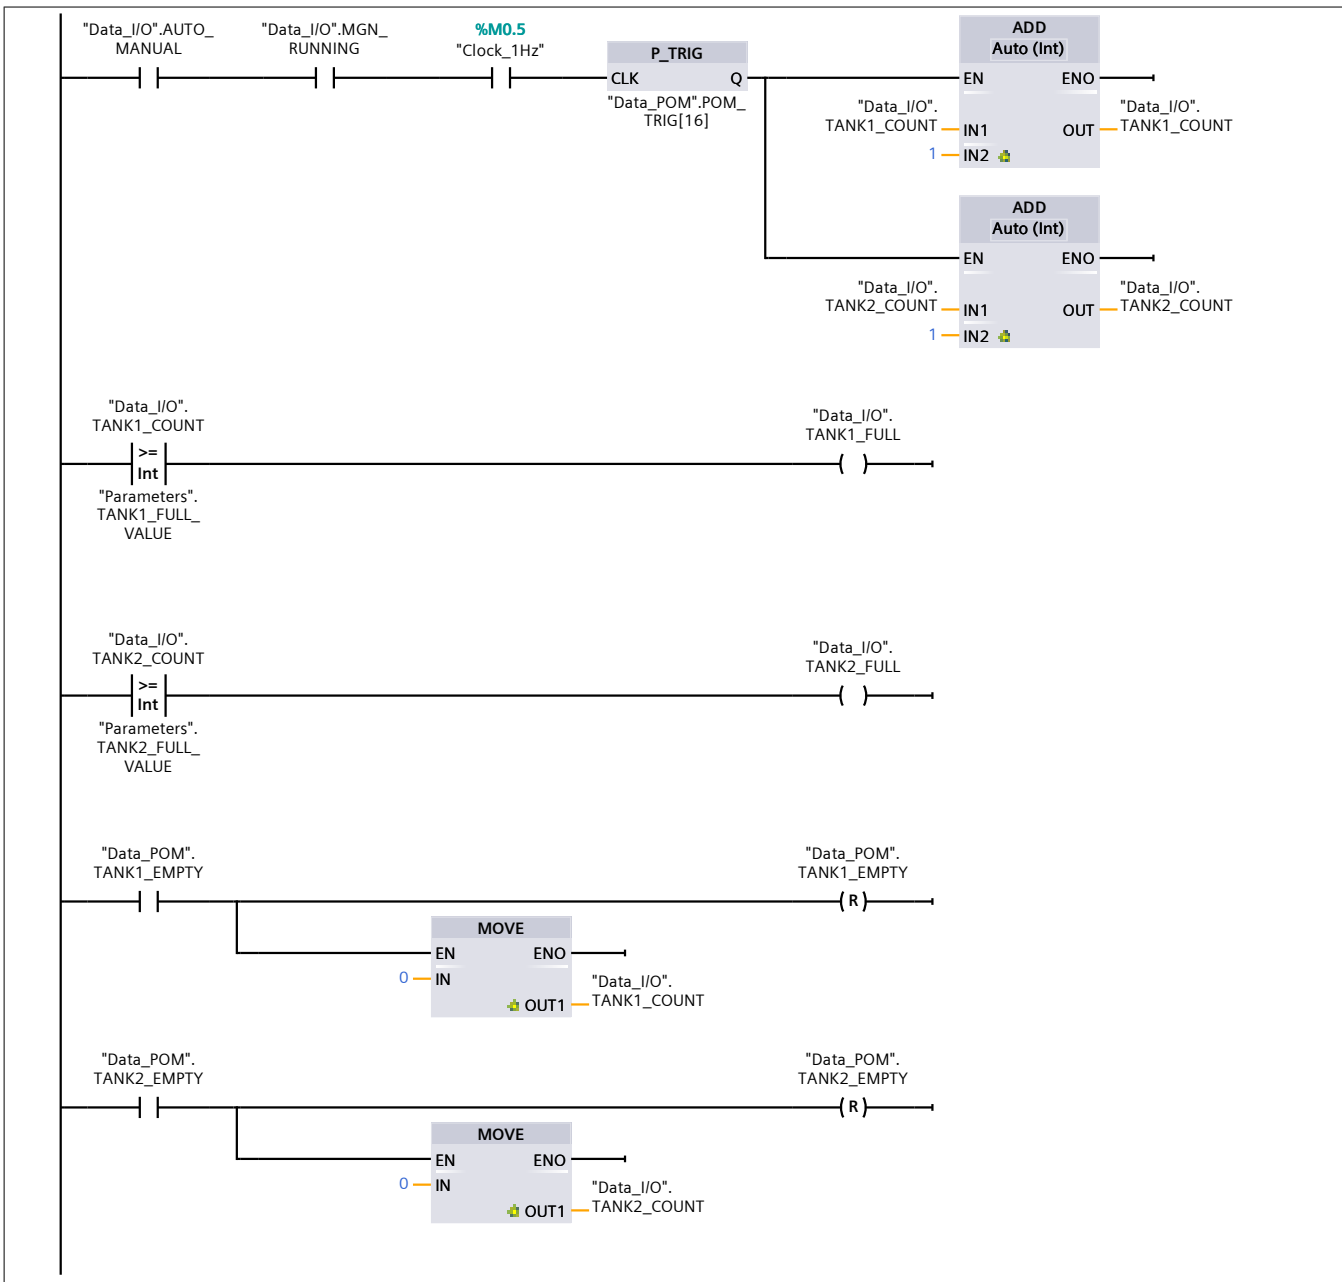 "Data_I/O".AUTO_
MANUAL
"Data_I/O".MGN_
RUNNING
%M0.5
"Clock_1Hz"
P_TRIG
CLK
Q
"Data_POM".POM_
TRIG[16]
ADD
Auto (Int)
EN
ENO
"Data_I/O".
TANK1_COUNT
IN1
OUT
"Data_I/O".
TANK1_COUNT
1
IN2
ADD
Auto (Int)
EN
ENO
"Data_I/O".
TANK2_COUNT
IN1
OUT
"Data_I/O".
TANK2_COUNT
1
IN2
"Data_I/O".
TANK1_COUNT
>=
Int
"Parameters".
TANK1_FULL_
VALUE
"Data_I/O".
TANK1_FULL
"Data_I/O".
TANK2_COUNT
>=
Int
"Parameters".
TANK2_FULL_
VALUE
"Data_I/O".
TANK2_FULL
"Data_POM".
TANK1_EMPTY
"Data_POM".
TANK1_EMPTY
R
MOVE
EN
ENO
0
IN
OUT1
"Data_I/O".
TANK1_COUNT
"Data_POM".
TANK2_EMPTY
"Data_POM".
TANK2_EMPTY
R
MOVE
EN
ENO
0
IN
OUT1
"Data_I/O".
TANK2_COUNT